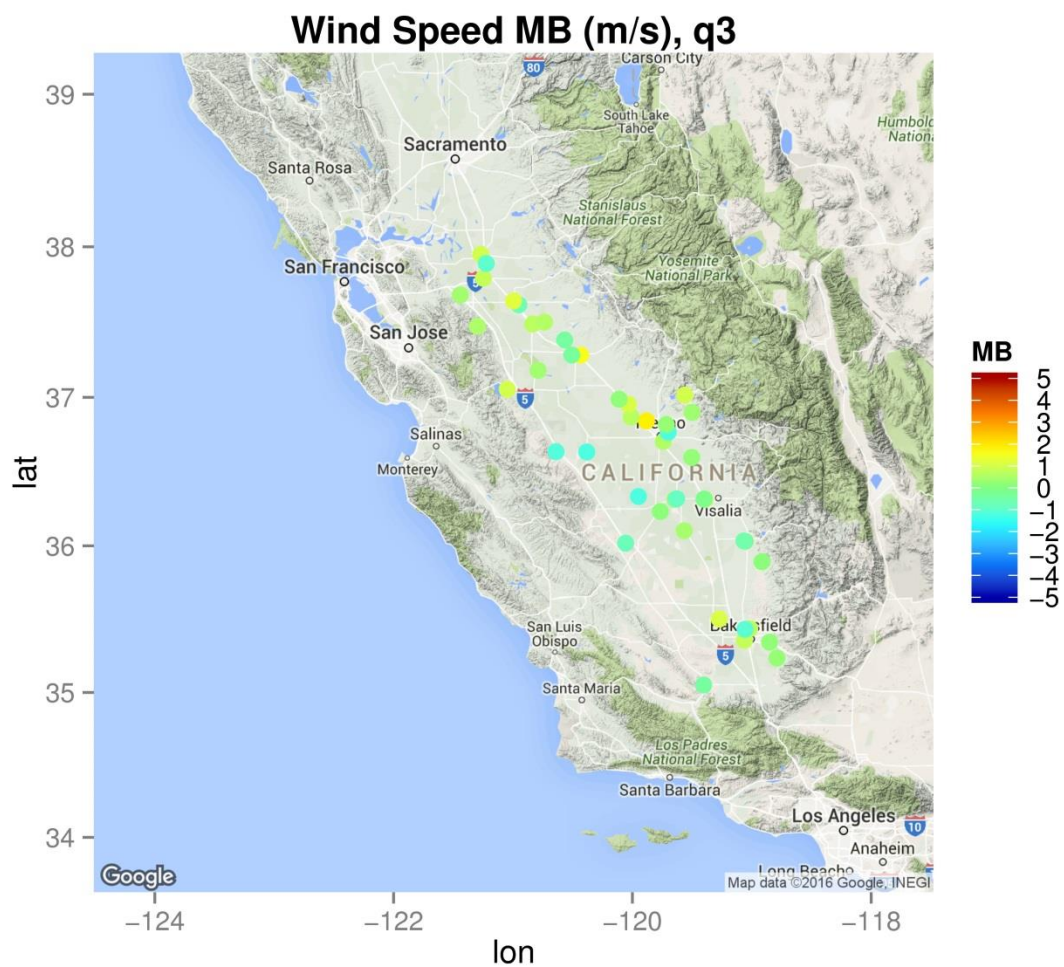 Wind Speed MB (m/s), q3
Carson City
80
39
South Lake
Tahoe
Humbol
Nationa
Sacramento
Santa Rosa
Stanislaus
National Forest
38
San Francisco
Yosemite
National Park
5
San Jose
MB
5
4
3
2
1
0
−1
−2
−3
−4
−5
37
5
Salinas
Monterey
CALIFORNIA
Visalia
lat
36
San Luis
Obispo
Bakersfield
5
35
Santa Maria
Los Padres
National Forest
Santa Barbara
Los Angeles
10
34
Anaheim
Long Beach
Google
Map data ©2016 Google, INEGI
−124
−122
−120
−118
lon